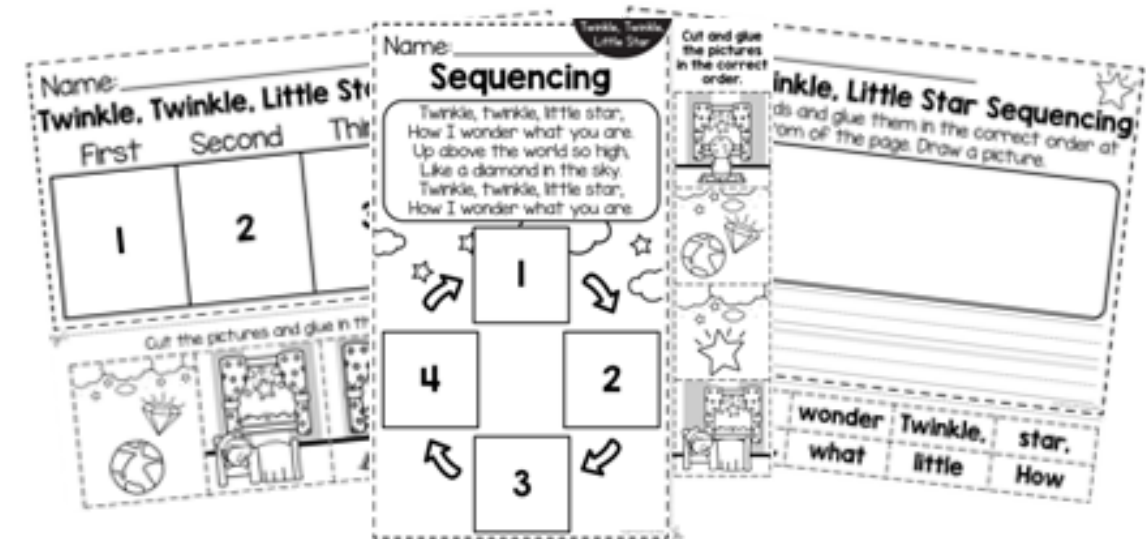 Name:
Twinkle, Twinkle, Little
First Second
1 2
Cut the pictures and glue in
Twinkle, Twinkle,
Little Star
Name:
Sequencing
Twinkle, twinkle, little star,
How I wonder what you are.
Up above the world so high,
Like a diamond in the sky.
Twinkle, twinkle, little star,
How I wonder what you are.
1
2
3
4
Cut and glue
the pictures
in the correct
order.
inkle, Little Star Sequencing
ds and glue them in the correct order at
om of the page. Draw a picture.
wonder Twinkle, star,
what little How